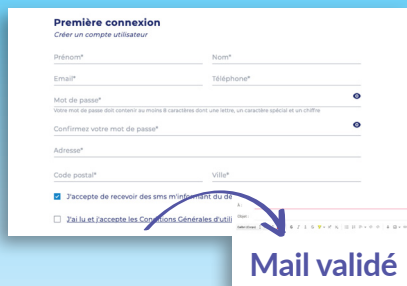 Première connexion
Créer un compte utilisateur
Prénom*
Nom*
Email*
Téléphone*
Mot de passe*
Votre mot de passe doit contenir au moins 8 caractères dont une lettre, un caractère spécial et un chiffre
Confirmez votre mot de passe*
Adresse*
Code postal*
Ville*
J'accepte de recevoir des sms m'informant du dé
J'ai lu et j'accepte les Conditions Générales d'utili
Mail validé